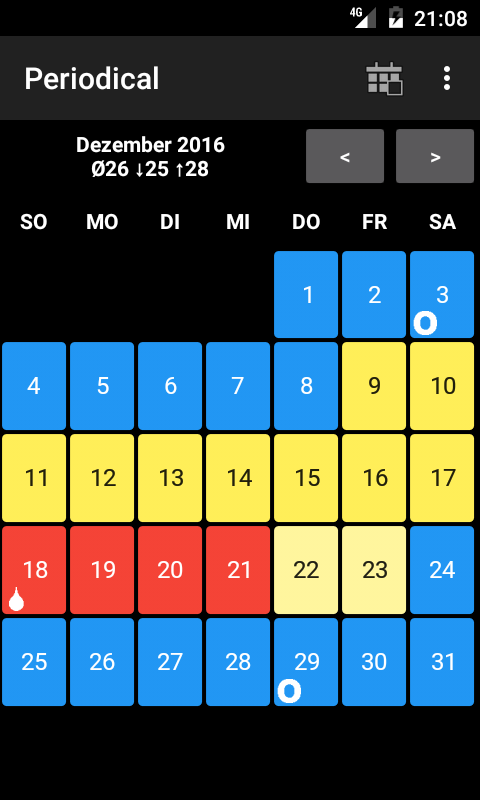 4G 21:08
Periodical
Dezember 2016
Ø26 ↓25 ↑28
< >
SO MO DI MI DO FR SA
1 2 3
O
4 5 6 7 8 9 10
11 12 13 14 15 16 17
18 19 20 21 22 23 24
25 26 27 28 29 30 31
O